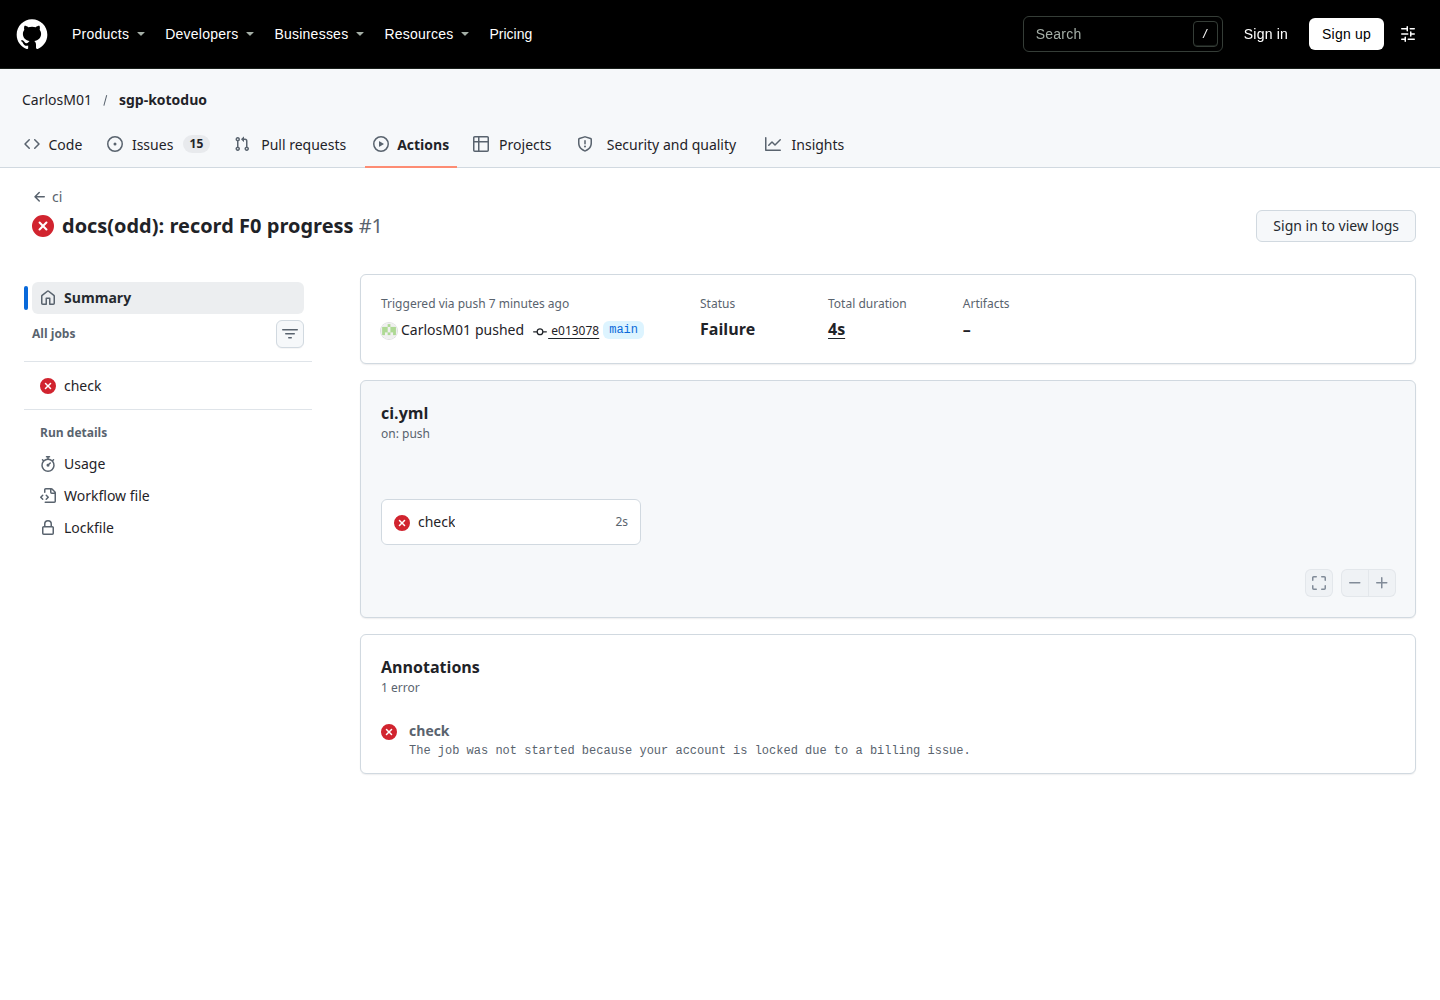 Products Developers Businesses Resources Pricing Search / Sign in Sign up
CarlosM01 / sgp-kotoduo
Code Issues 15 Pull requests Actions Projects Security and quality Insights
ci
docs(odd): record F0 progress #1
Sign in to view logs
Summary
All jobs
check
Run details
Usage
Workflow file
Lockfile
Triggered via push 7 minutes ago
CarlosM01 pushed e013078 main
Status
Failure
Total duration
4s
Artifacts
–
ci.yml
on: push
check 2s
Annotations
1 error
check
The job was not started because your account is locked due to a billing issue.